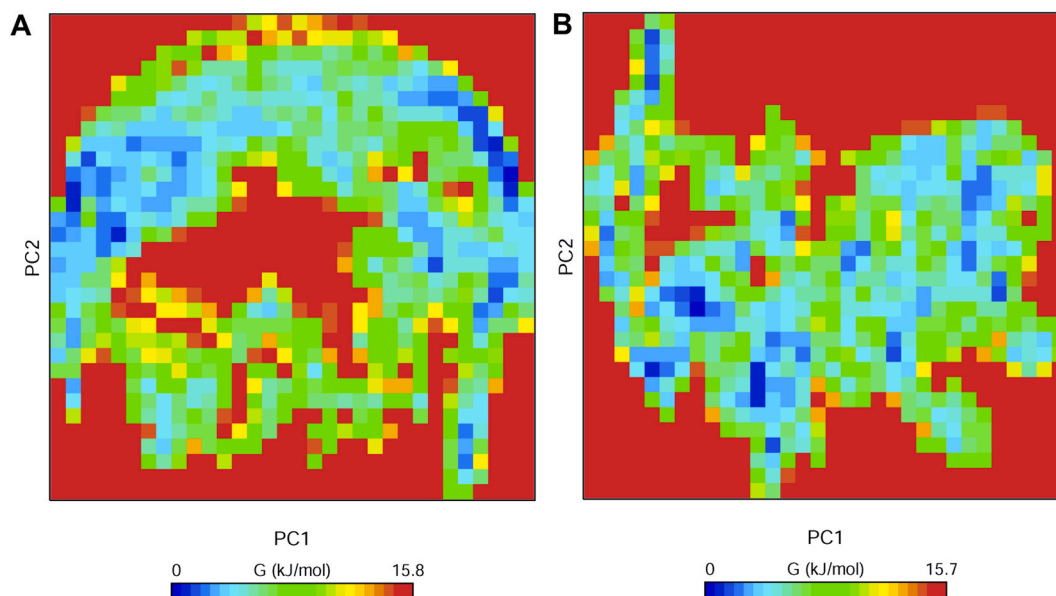 A
B
PC2
PC2
PC1
PC1
0 G (kJ/mol) 15.8
0 G (kJ/mol) 15.7